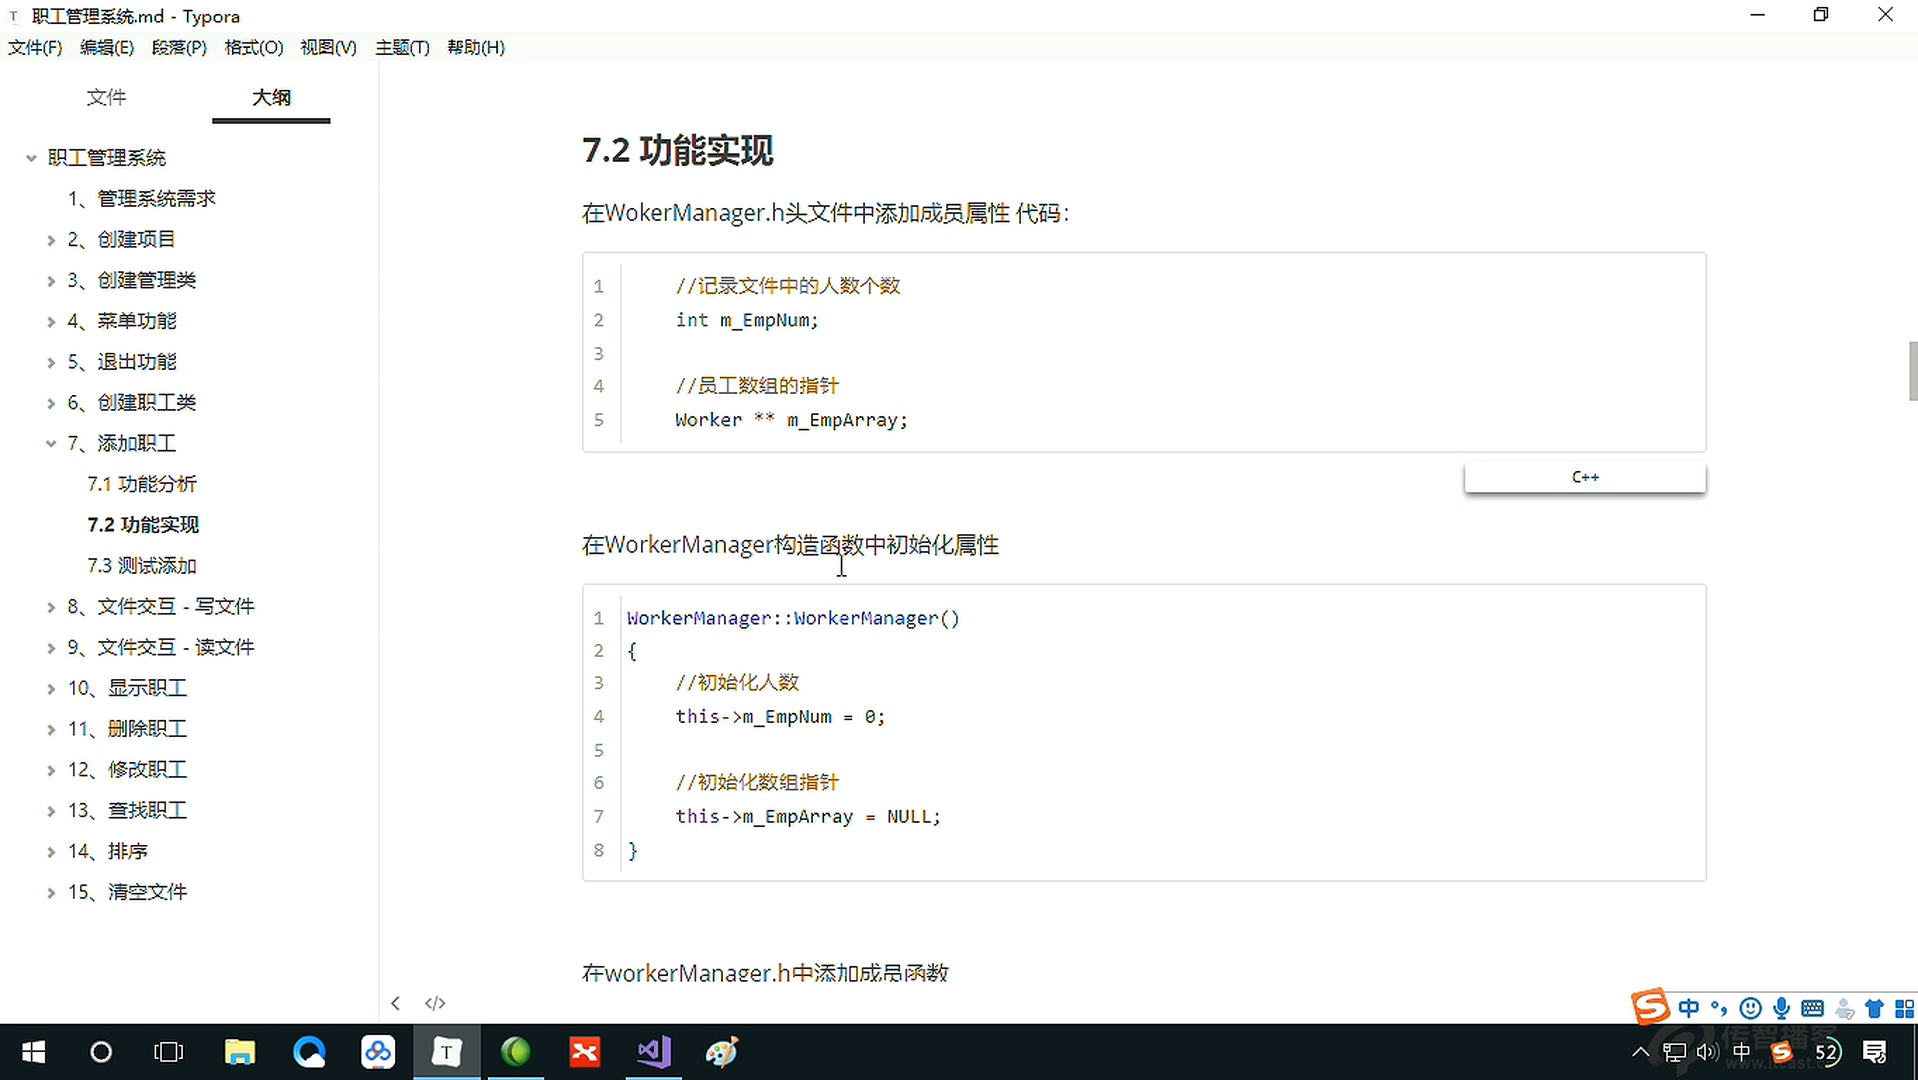 职工管理系统.md - Typora
文件(F) 编辑(E) 段落(P) 格式(O) 视图(V) 主题(T) 帮助(H)
文件 大纲
职工管理系统
1、管理系统需求
2、创建项目
3、创建管理类
4、菜单功能
5、退出功能
6、创建职工类
7、添加职工
7.1 功能分析
7.2 功能实现
7.3 测试添加
8、文件交互 - 写文件
9、文件交互 - 读文件
10、显示职工
11、删除职工
12、修改职工
13、查找职工
14、排序
15、清空文件
7.2 功能实现
在WokerManager.h头文件中添加成员属性 代码：
1 //记录文件中的人数个数
2 int m_EmpNum;
3
4 //员工数组的指针
5 Worker ** m_EmpArray;
C++
在WorkerManager构造函数中初始化属性
1 WorkerManager::WorkerManager()
2 {
3 //初始化人数
4 this->m_EmpNum = 0;
5
6 //初始化数组指针
7 this->m_EmpArray = NULL;
8 }
在workerManager.h中添加成员函数
</>
中
传智播客
中 52